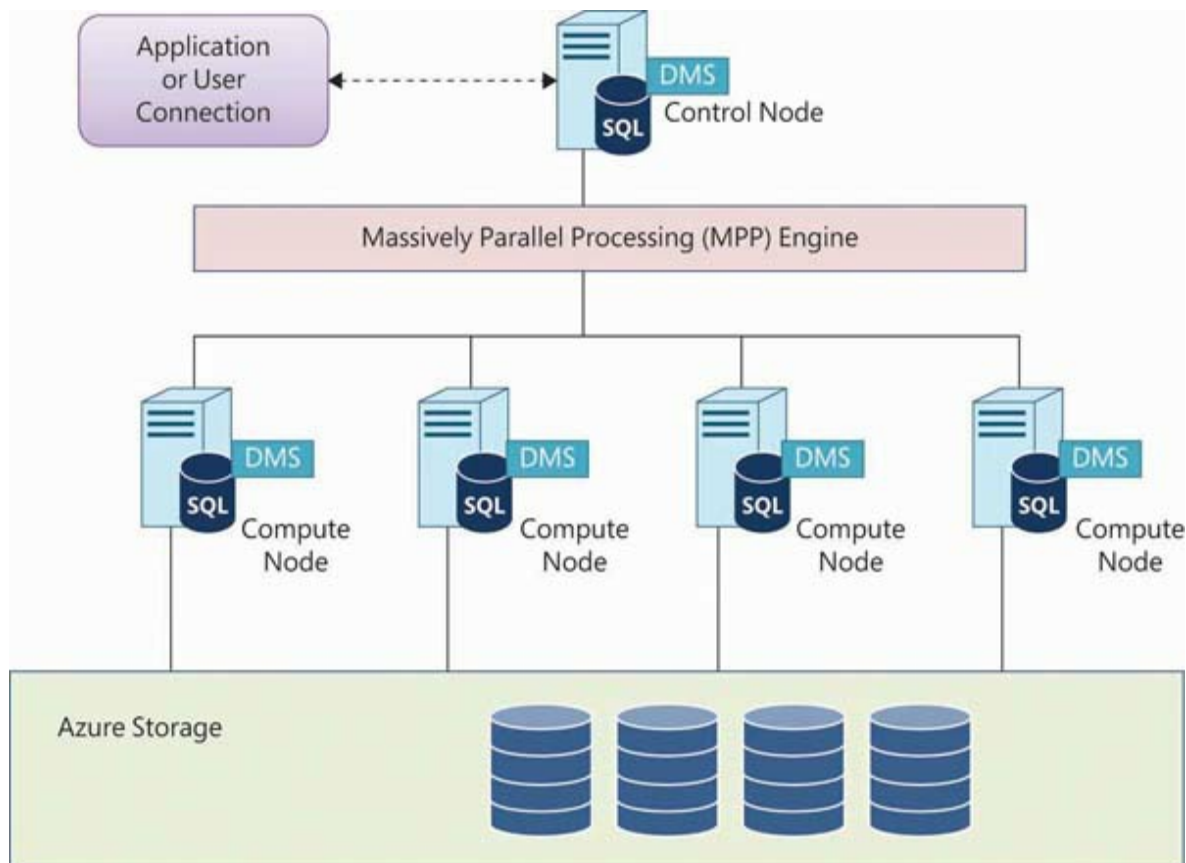 Application
or User
Connection
DMS
SQL
Control Node
Massively Parallel Processing (MPP) Engine
DMS
SQL
Compute
Node
DMS
SQL
Compute
Node
DMS
SQL
Compute
Node
DMS
SQL
Compute
Node
Azure Storage